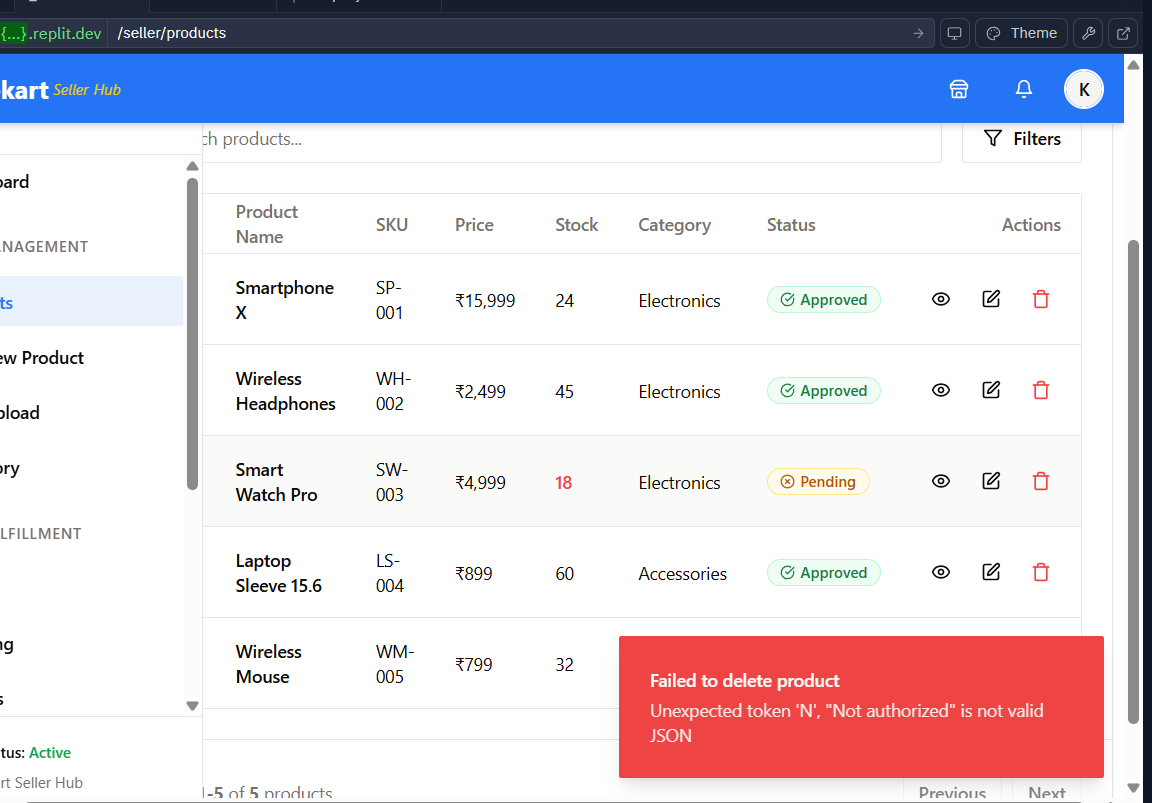 {...}.replit.dev /seller/products Theme
kart Seller Hub K
ch products... Filters
Product Name SKU Price Stock Category Status Actions
Smartphone X SP-001 ₹15,999 24 Electronics Approved
Wireless Headphones WH-002 ₹2,499 45 Electronics Approved
Smart Watch Pro SW-003 ₹4,999 18 Electronics Pending
Laptop Sleeve 15.6 LS-004 ₹899 60 Accessories Approved
Wireless Mouse WM-005 ₹799 32
1-5 of 5 products Previous Next
oard
NAGEMENT
ts
ew Product
pload
ory
LFILLMENT
ng
s
tus: Active
rt Seller Hub
Failed to delete product
Unexpected token 'N', "Not authorized" is not valid
JSON